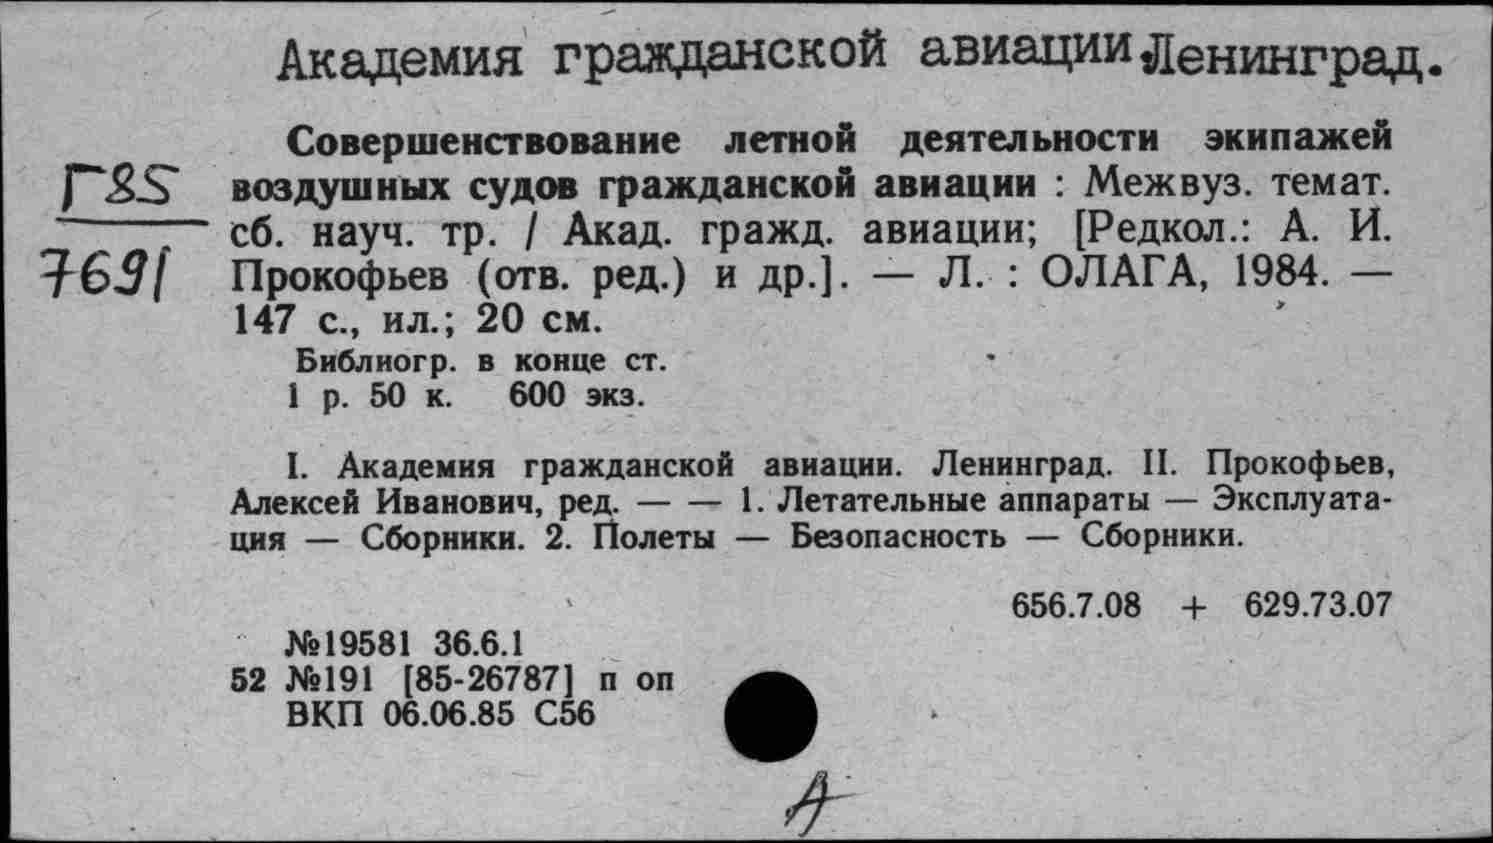 Академия гражданской авиации Ленинград.
Совершенствование летной деятельности экипажей
Г85 воздушных судов гражданской авиации : Межвуз. темат.
сб. науч. тр. / Акад. гражд. авиации; [Редкол.: А. И.
7691 Прокофьев (отв. ред.) и др.]. — Л. : ОЛАГА, 1984. —
147 с., ил.; 20 см.
Библиогр. в конце ст.
1 р. 50 к. 600 экз.
I. Академия гражданской авиации. Ленинград. II. Прокофьев,
Алексей Иванович, ред. — — 1. Летательные аппараты — Эксплуата-
ция — Сборники. 2. Полеты — Безопасность — Сборники.
656.7.08 + 629.73.07
№19581 36.6.1
52 №191 [85-26787] п оп
ВКП 06.06.85 С56
А